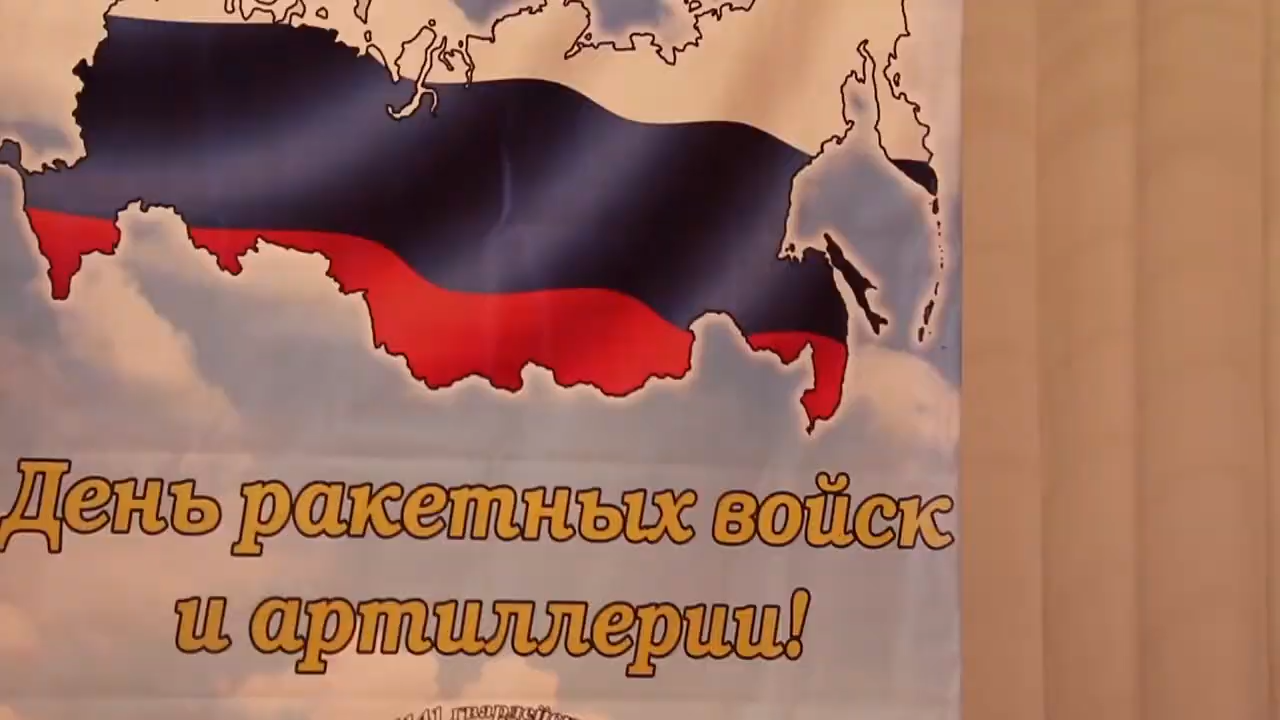 День ракетных войск
и артиллерии!